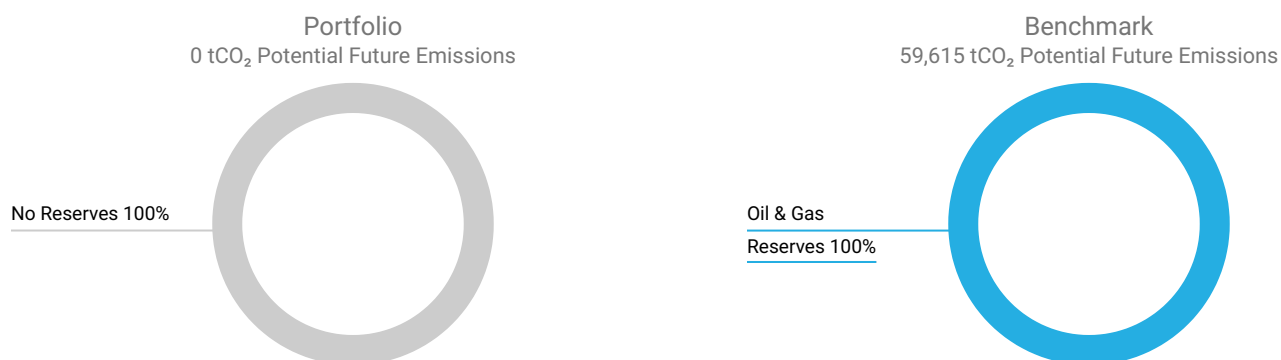 Portfolio
0 tCO₂ Potential Future Emissions
No Reserves 100%
Benchmark
59,615 tCO₂ Potential Future Emissions
Oil & Gas
Reserves 100%